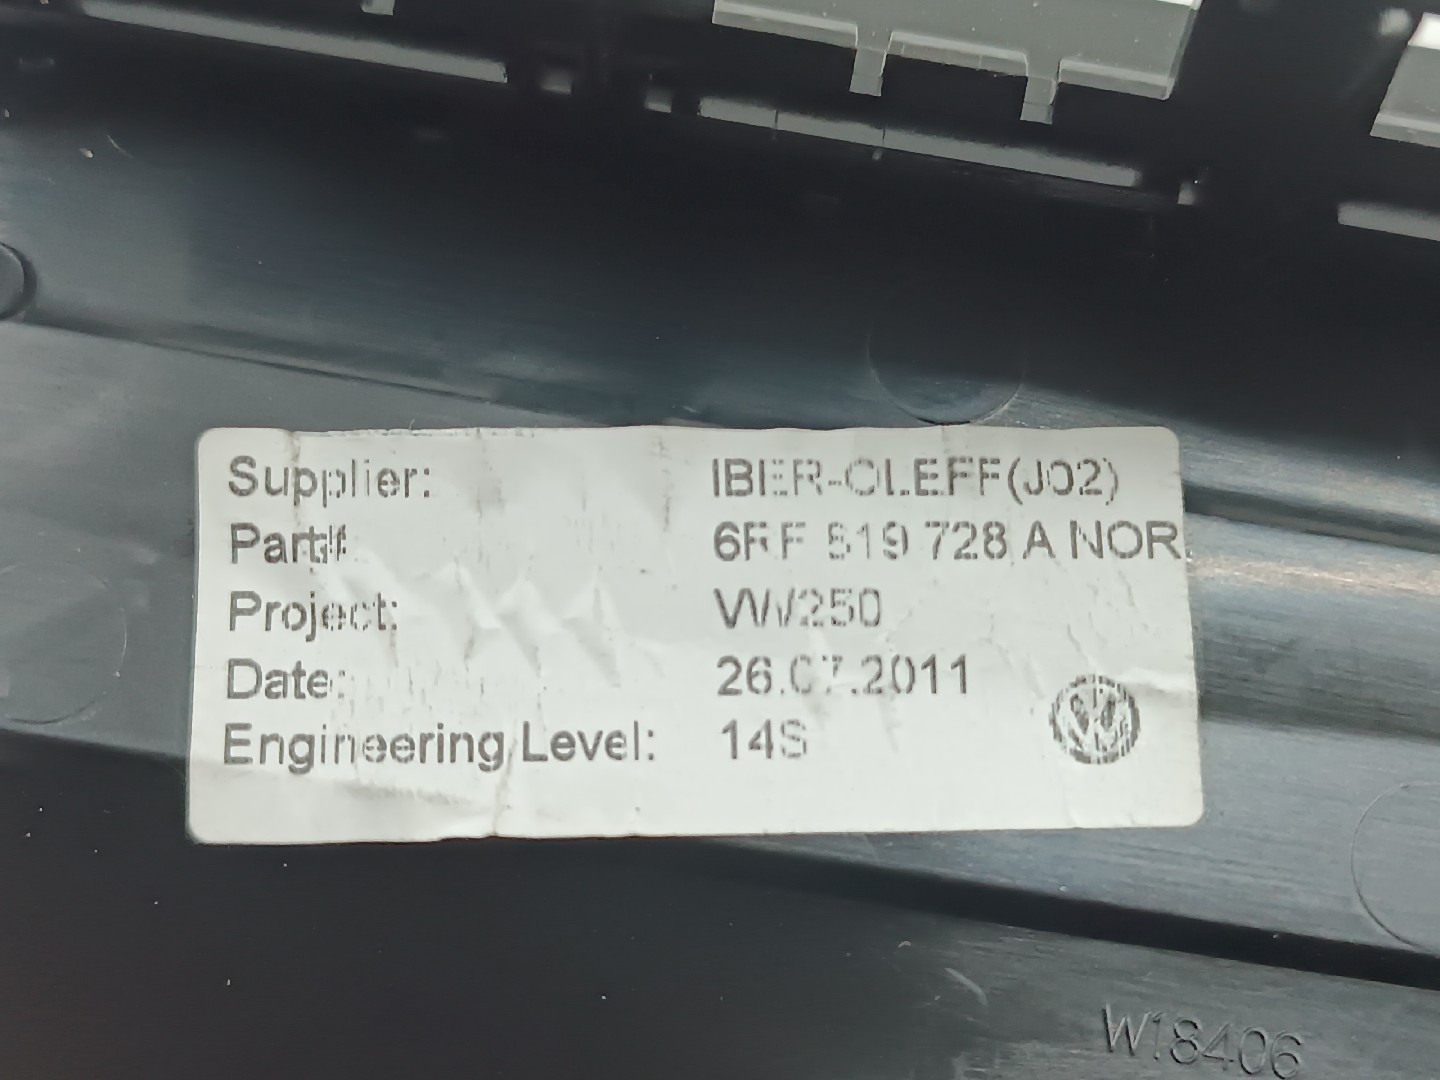 Supplier: IBER-OLEFF(J02)
Part#: 6RF 819 728 A NOR
Project: VW250
Date: 26.07.2011
Engineering Level: 14S
W18406